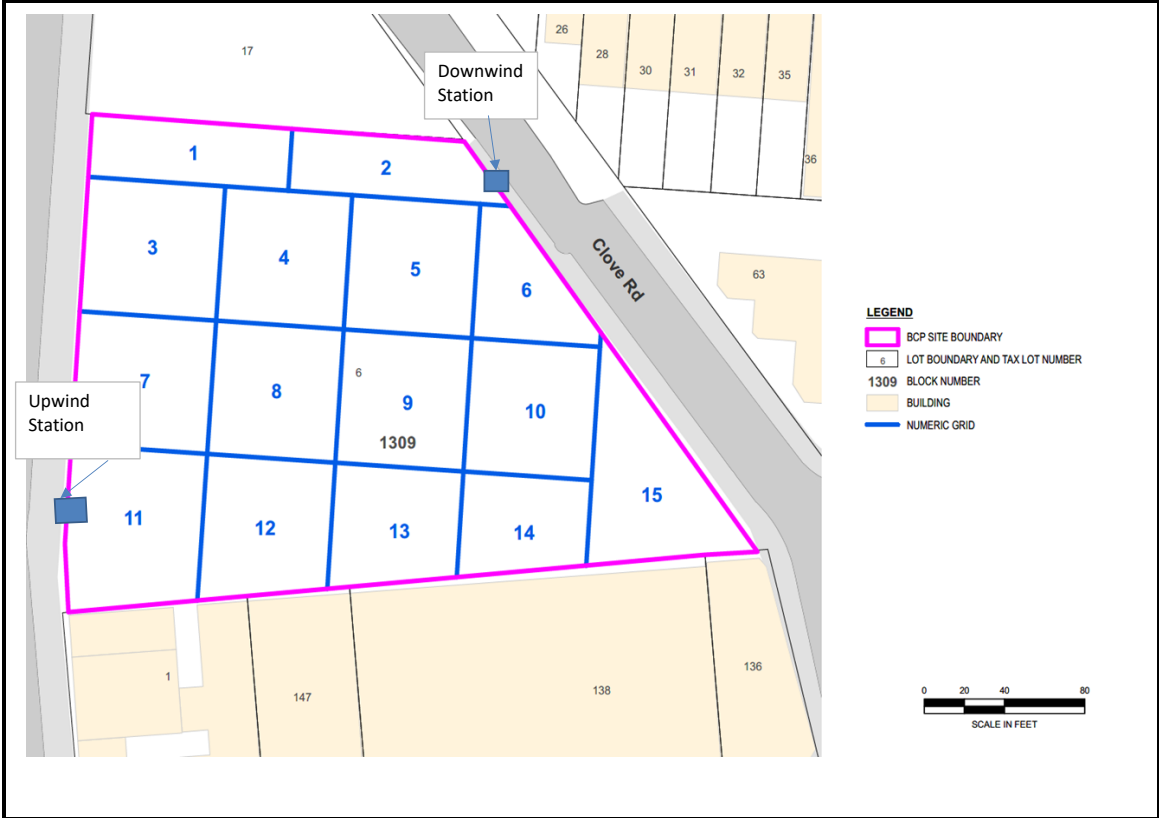 17
26
28
30
31
32
35
36
Downwind
Station
1
2
3
4
5
6
Clove Rd
63
7
8
6
9
10
1309
Upwind
Station
11
12
13
14
15
1
147
138
136
LEGEND
BCP SITE BOUNDARY
6 LOT BOUNDARY AND TAX LOT NUMBER
1309 BLOCK NUMBER
BUILDING
NUMERIC GRID
0 20 40 80
SCALE IN FEET